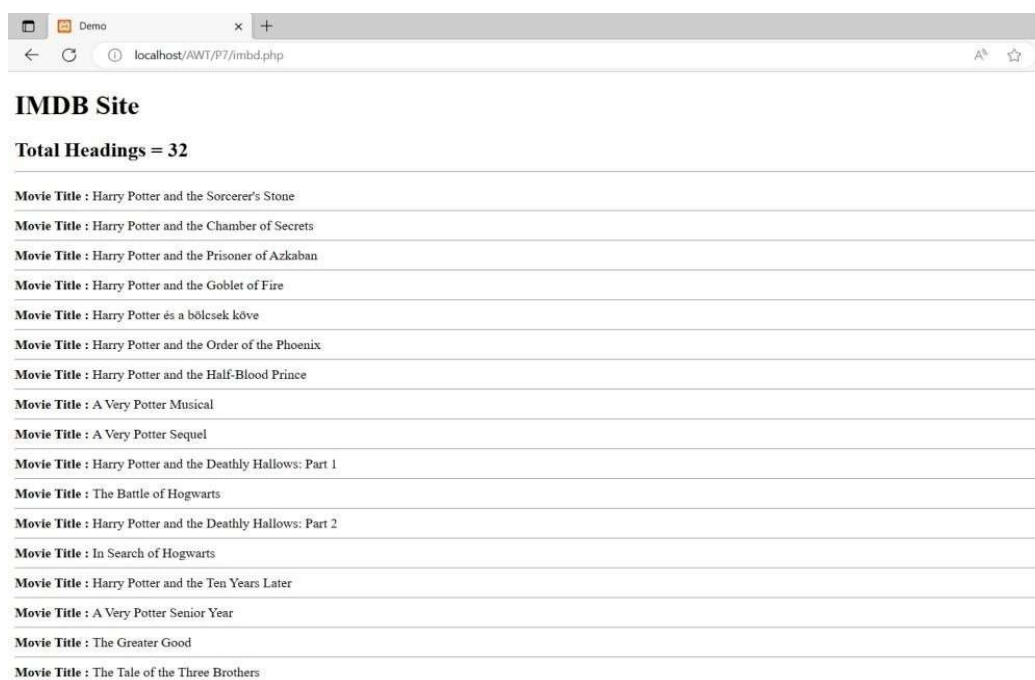 Demo
localhost/AWT/P7/imbd.php
IMDB Site
Total Headings = 32
Movie Title : Harry Potter and the Sorcerer's Stone
Movie Title : Harry Potter and the Chamber of Secrets
Movie Title : Harry Potter and the Prisoner of Azkaban
Movie Title : Harry Potter and the Goblet of Fire
Movie Title : Harry Potter és a bölcsek köve
Movie Title : Harry Potter and the Order of the Phoenix
Movie Title : Harry Potter and the Half-Blood Prince
Movie Title : A Very Potter Musical
Movie Title : A Very Potter Sequel
Movie Title : Harry Potter and the Deathly Hallows: Part 1
Movie Title : The Battle of Hogwarts
Movie Title : Harry Potter and the Deathly Hallows: Part 2
Movie Title : In Search of Hogwarts
Movie Title : Harry Potter and the Ten Years Later
Movie Title : A Very Potter Senior Year
Movie Title : The Greater Good
Movie Title : The Tale of the Three Brothers